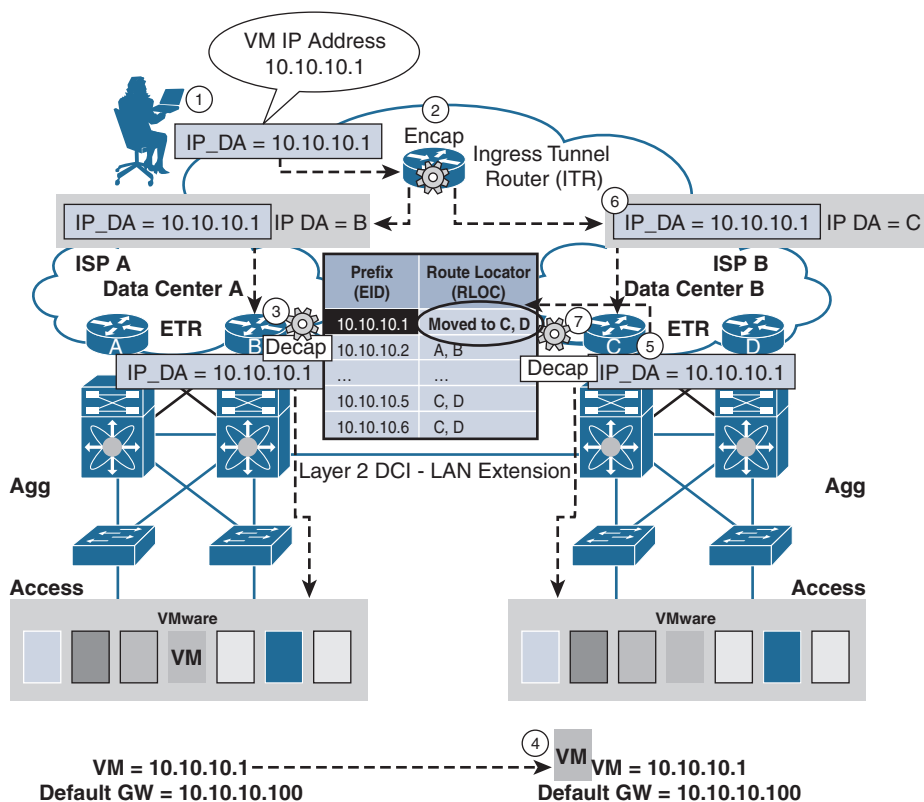 VM IP Address
10.10.10.1
1
2
Encap
IP_DA = 10.10.10.1
Ingress Tunnel
Router (ITR)
6
IP_DA = 10.10.10.1 IP DA = B
IP_DA = 10.10.10.1 IP DA = C
ISP A
ISP B
Data Center A
Data Center B
Prefix
(EID)
Route Locator
(RLOC)
10.10.10.1 Moved to C, D
10.10.10.2 A, B
... ...
10.10.10.5 C, D
10.10.10.6 C, D
3
7
ETR
ETR
5
A
B
C
D
Decap
Decap
IP_DA = 10.10.10.1
IP_DA = 10.10.10.1
Layer 2 DCI - LAN Extension
Agg
Agg
Access
Access
VMware
VMware
VM
4
VM
VM = 10.10.10.1
Default GW = 10.10.10.100
VM = 10.10.10.1
Default GW = 10.10.10.100